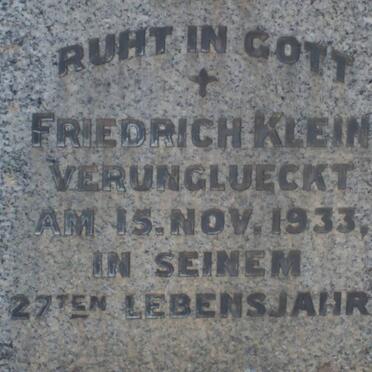 RUHT IN GOTT
FRIEDRICH KLEIN
VERUNGLUECKT
AM 15. NOV. 1933,
IN SEINEM
27TEN LEBENSJAHR